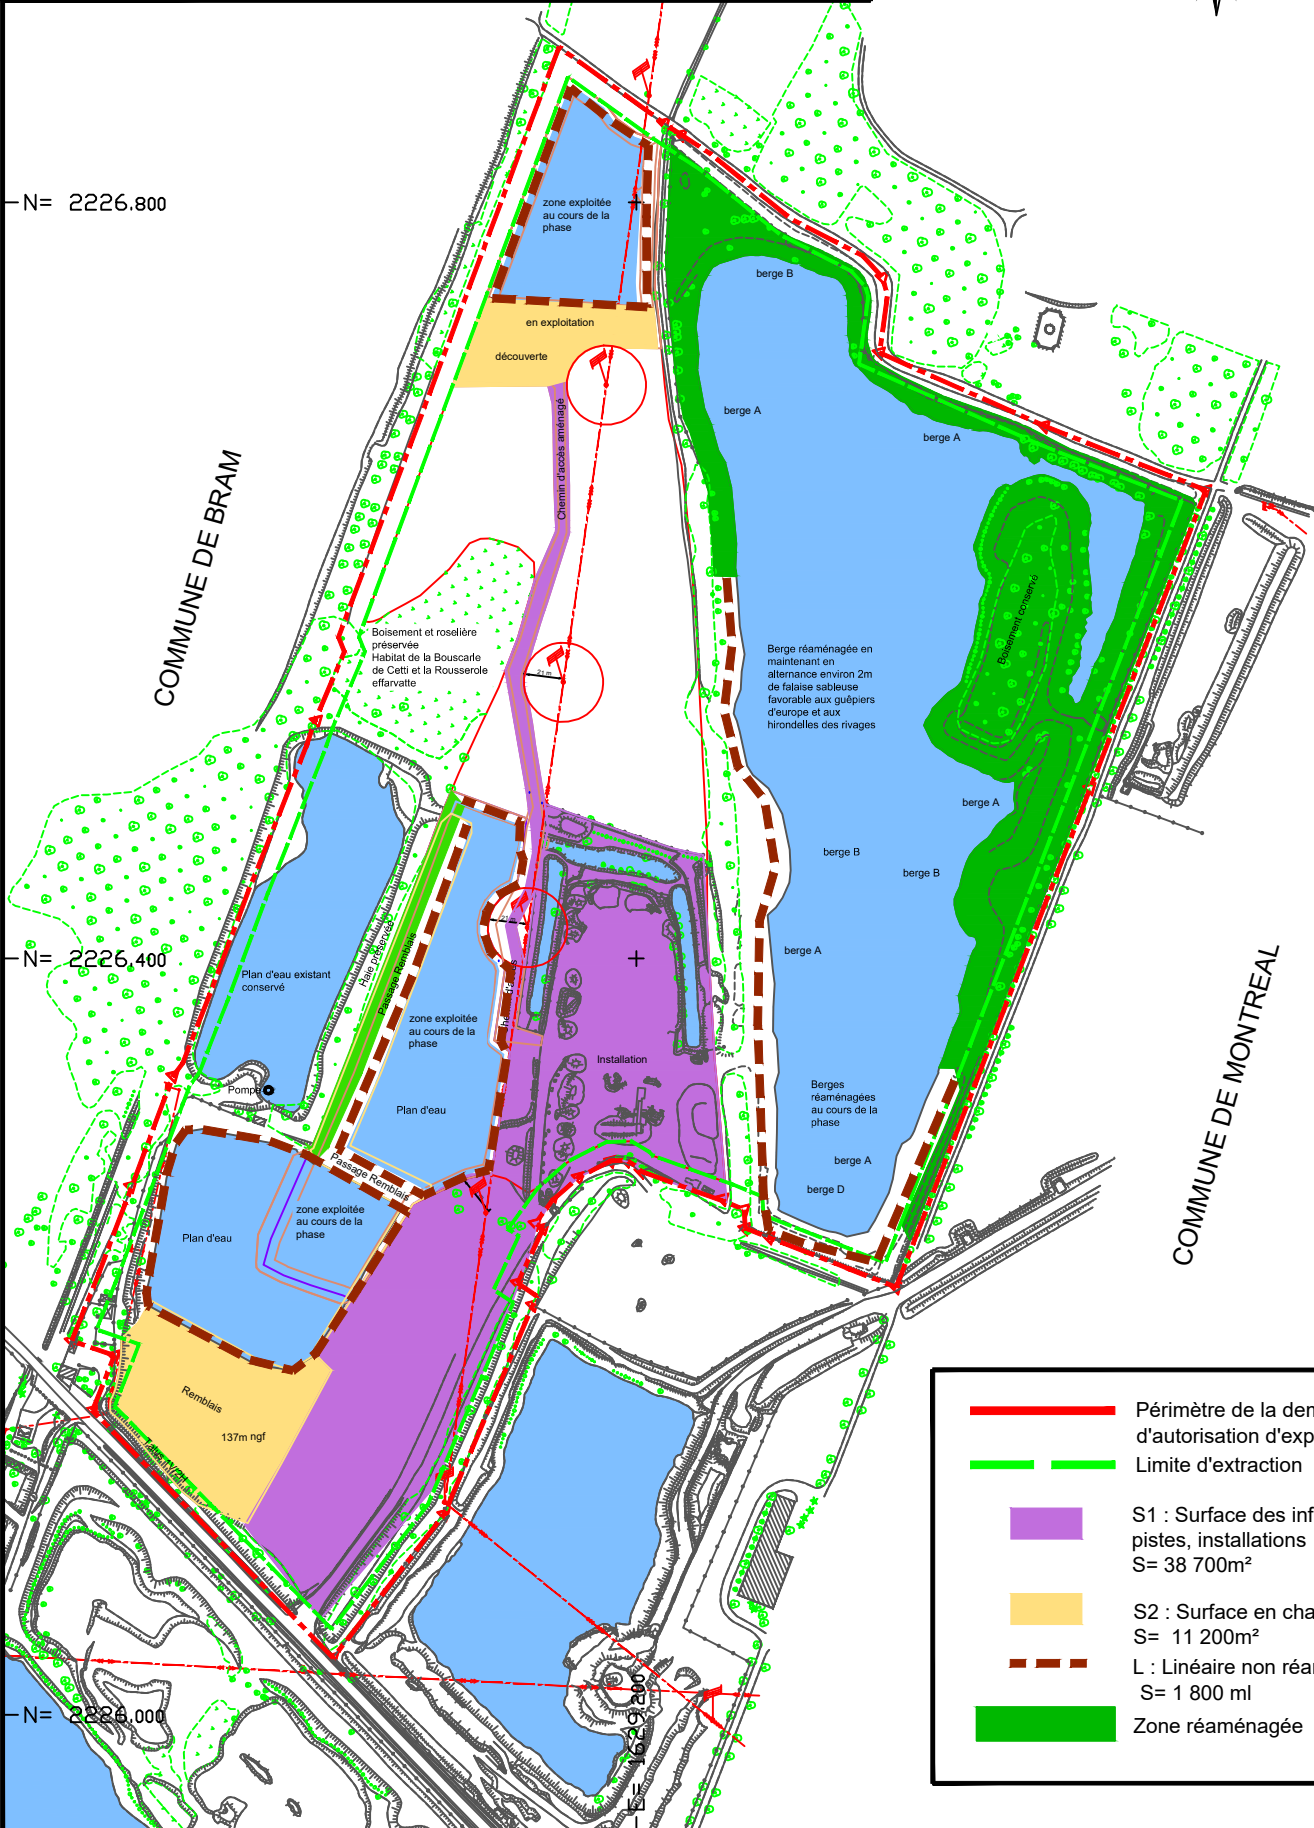 N= 2226.800
zone exploitée
au cours de la
phase
berge B
en exploitation
découverte
Chemin d'accès aménagé
berge A
berge A
COMMUNE DE BRAM
Boisement et roselière
préservée
Habitat de la Bouscarle
de Cetti et la Rousserole
effarvatte
21 m
Boisement conservé
Berge réaménagée en
maintenant en
alternance environ 2m
de falaise sableuse
favorable aux guêpiers
d'europe et aux
hirondelles des rivages
berge A
berge B
berge B
21 m
N= 2226.400
Plan d'eau existant
conservé
Haie préservée
Passage Remblais
zone exploitée
au cours de la
phase
berge A
Installation
Pompe
Plan d'eau
Berges
réaménagées
au cours de la
phase
berge A
berge D
COMMUNE DE MONTREAL
Passage Remblais
zone exploitée
au cours de la
phase
Plan d'eau
Remblais
137m ngf
Talus 1V/2H
N= 2226.000
E= 1629.200
Périmètre de la den
d'autorisation d'exp
Limite d'extraction
S1 : Surface des inf
pistes, installations
S= 38 700m²
S2 : Surface en cha
S= 11 200m²
L : Linéaire non réar
S= 1 800 ml
Zone réaménagée